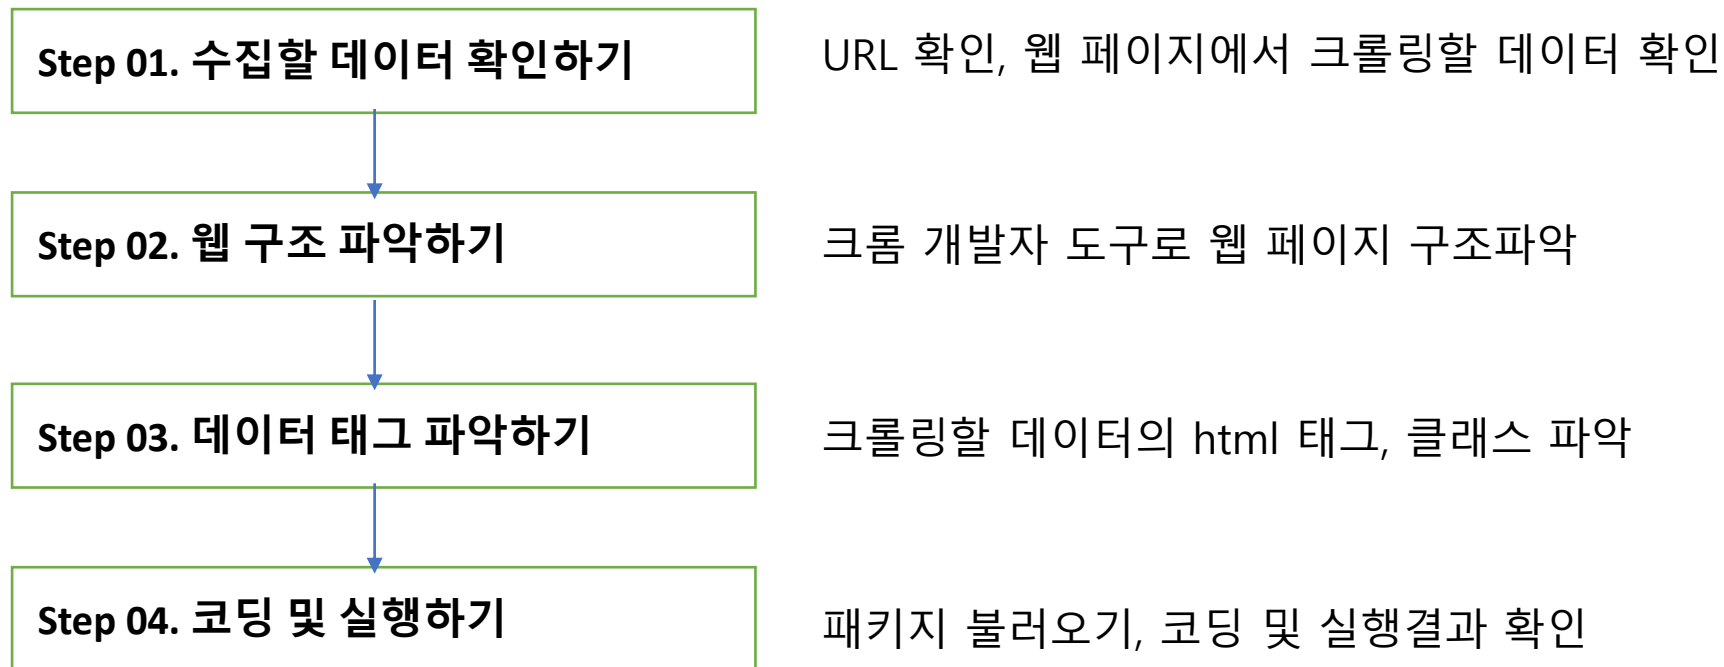 Step 01. 수집할 데이터 확인하기
URL 확인, 웹 페이지에서 크롤링할 데이터 확인
Step 02. 웹 구조 파악하기
크롬 개발자 도구로 웹 페이지 구조파악
Step 03. 데이터 태그 파악하기
크롤링할 데이터의 html 태그, 클래스 파악
Step 04. 코딩 및 실행하기
패키지 불러오기, 코딩 및 실행결과 확인